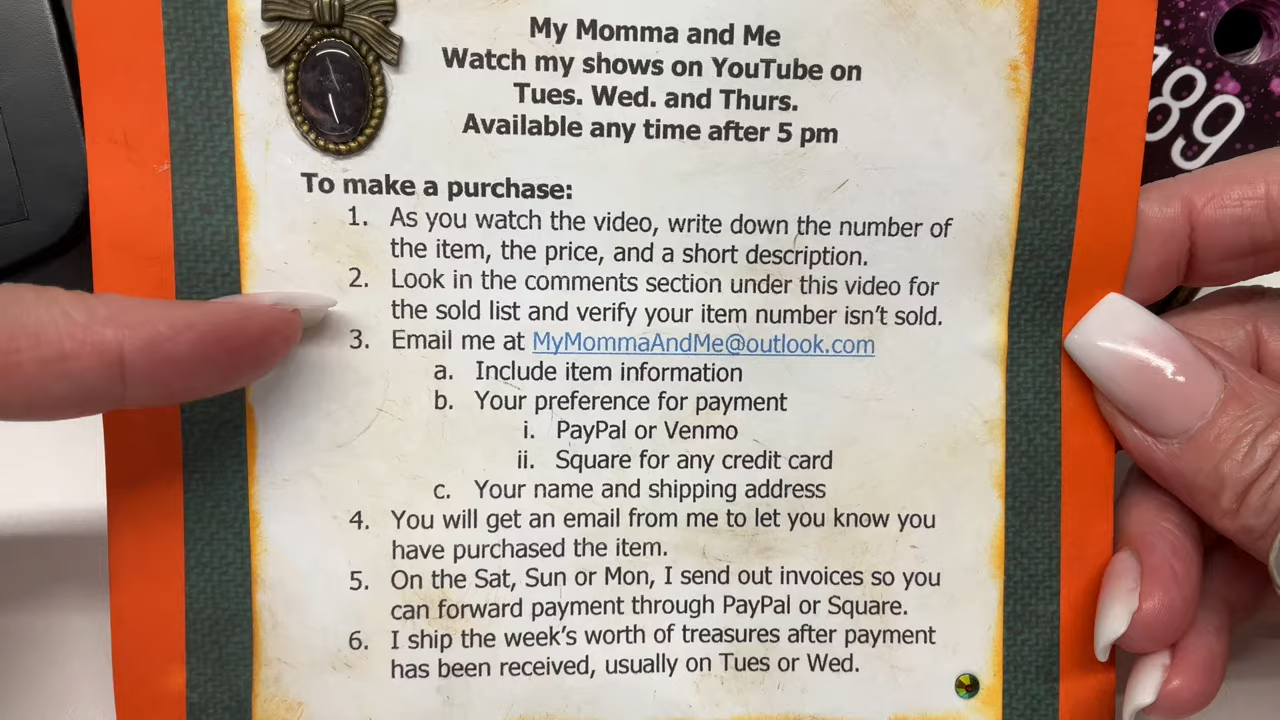 My Momma and Me
Watch my shows on YouTube on
Tues. Wed. and Thurs.
Available any time after 5 pm
To make a purchase:
1. As you watch the video, write down the number of
the item, the price, and a short description.
2. Look in the comments section under this video for
the sold list and verify your item number isn't sold.
3. Email me at MyMommaAndMe@outlook.com
a. Include item information
b. Your preference for payment
i. PayPal or Venmo
ii. Square for any credit card
c. Your name and shipping address
4. You will get an email from me to let you know you
have purchased the item.
5. On the Sat, Sun or Mon, I send out invoices so you
can forward payment through PayPal or Square.
6. I ship the week's worth of treasures after payment
has been received, usually on Tues or Wed.
189